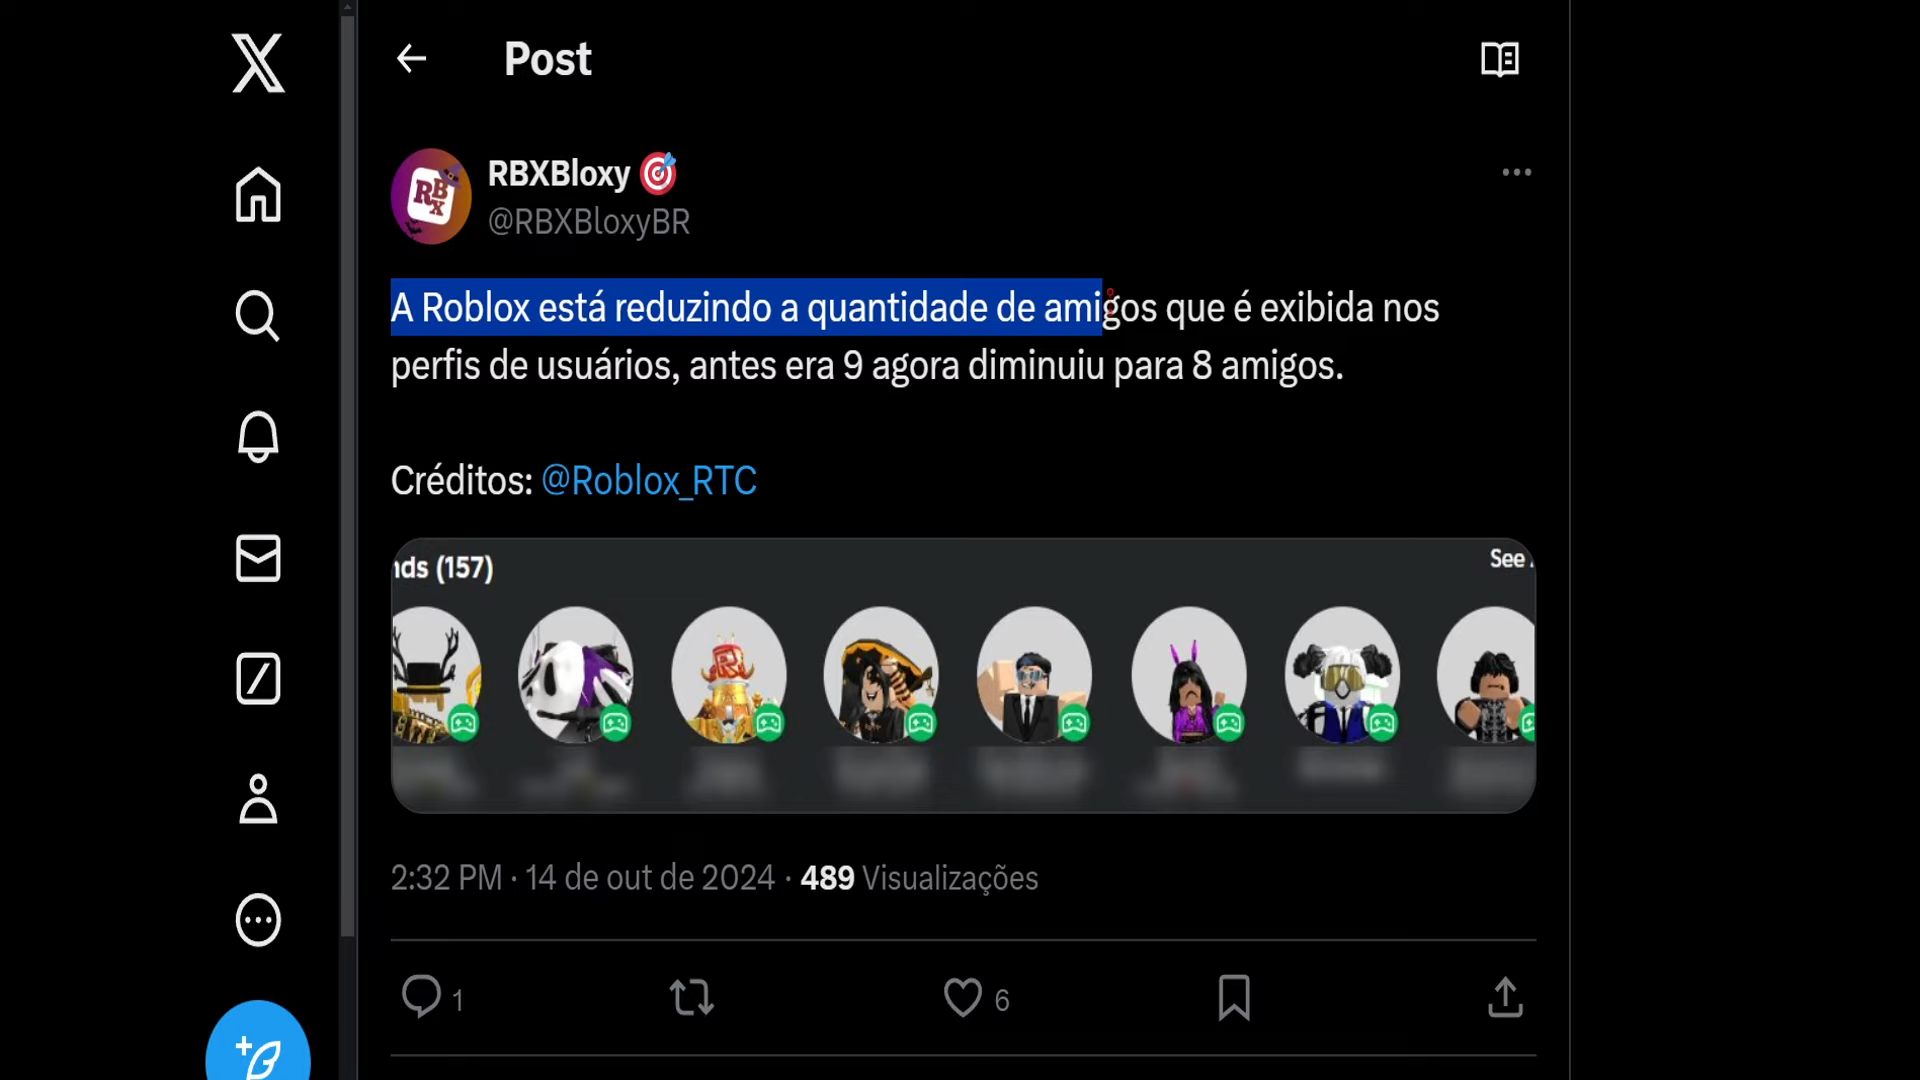 Post
RBXBloxy
@RBXBloxyBR
A Roblox está reduzindo a quantidade de amigos que é exibida nos
perfis de usuários, antes era 9 agora diminuiu para 8 amigos.
Créditos: @Roblox_RTC
nds (157)
See
2:32 PM · 14 de out de 2024 · 489 Visualizações
1
6